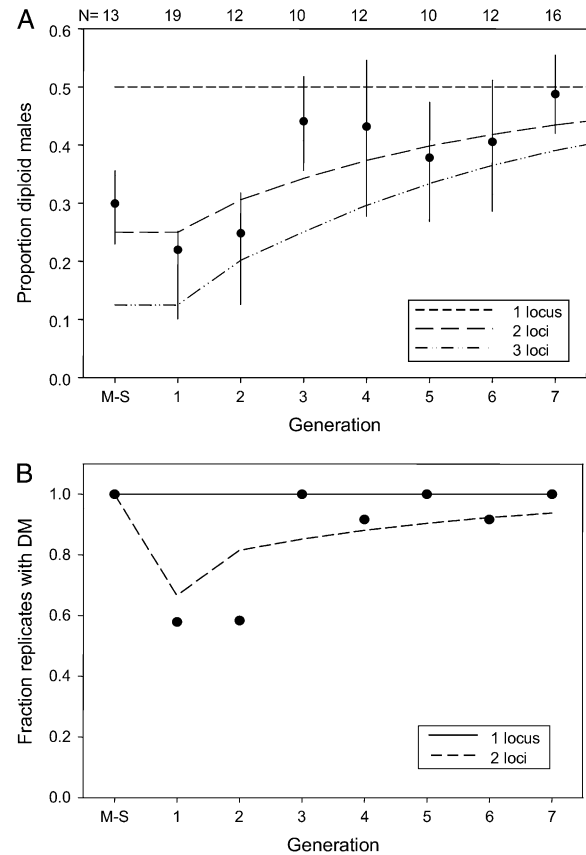 A
N= 13 19 12 10 12 10 12 16
0.6
0.5
0.4
0.3
0.2
0.1
0.0
Proportion diploid males
1 locus
2 loci
3 loci
M-S 1 2 3 4 5 6 7
Generation
B
1.0
0.8
0.6
0.4
0.2
0.0
Fraction replicates with DM
1 locus
2 loci
M-S 1 2 3 4 5 6 7
Generation